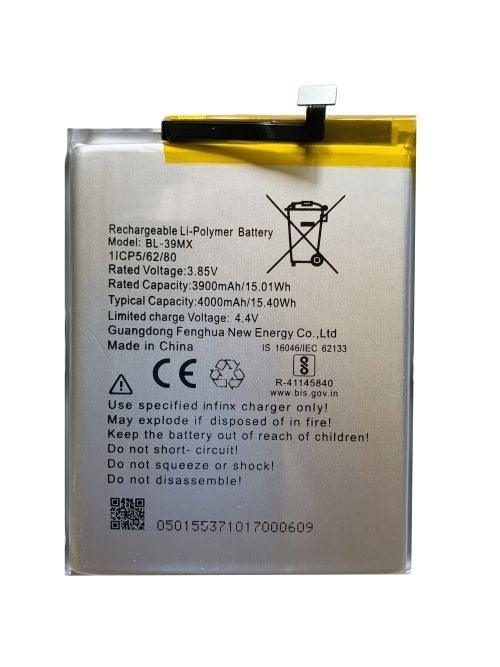 Rechargeable Li-Polymer Battery
Model: BL-39MX
1ICP5/62/80
Rated Voltage:3.85V
Rated Capacity:3900mAh/15.01Wh
Typical Capacity:4000mAh/15.40Wh
Limited charge Voltage: 4.4V
Guangdong Fenghua New Energy Co.,Ltd
Made in China
IS 16046/IEC 62133
CE
R-41145840
www.bis.gov.in
Use specified infinx charger only!
May explode if disposed of in fire!
Keep the battery out of reach of children!
Do not short- circuit!
Do not squeeze or shock!
Do not disassemble!
050155371017000609